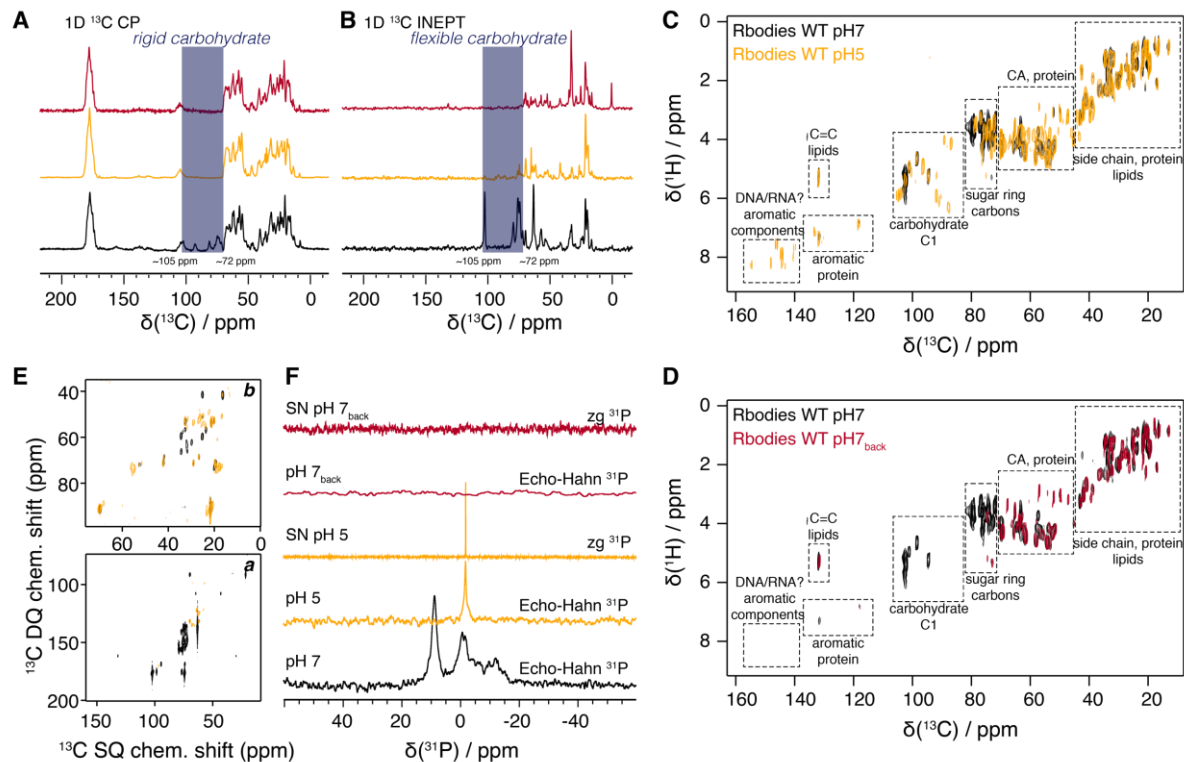 A
1D ¹³C CP
rigid carbohydrate
~105 ppm
~72 ppm
200
150
100
50
0
δ(¹³C) / ppm
B
1D ¹³C INEPT
flexible carbohydrate
~105 ppm
~72 ppm
200
150
100
50
0
δ(¹³C) / ppm
C
Rbodies WT pH7
Rbodies WT pH5
CA, protein
C=C
lipids
DNA/RNA?
aromatic
components
aromatic
protein
carbohydrate
C1
sugar ring
carbons
side chain, protein
lipids
0
2
4
6
8
δ(¹H) / ppm
160
140
120
100
80
60
40
20
δ(¹³C) / ppm
D
Rbodies WT pH7
Rbodies WT pH7back
CA, protein
C=C
lipids
DNA/RNA?
aromatic
components
aromatic
protein
carbohydrate
C1
sugar ring
carbons
side chain, protein
lipids
0
2
4
6
8
δ(¹H) / ppm
160
140
120
100
80
60
40
20
δ(¹³C) / ppm
E
b
40
60
80
60
40
20
0
a
100
150
200
150
100
50
¹³C DQ chem. shift (ppm)
¹³C SQ chem. shift (ppm)
F
SN pH 7back
zg ³¹P
pH 7back
Echo-Hahn ³¹P
SN pH 5
zg ³¹P
pH 5
Echo-Hahn ³¹P
pH 7
Echo-Hahn ³¹P
60
40
20
0
-20
-40
δ(³¹P) / ppm